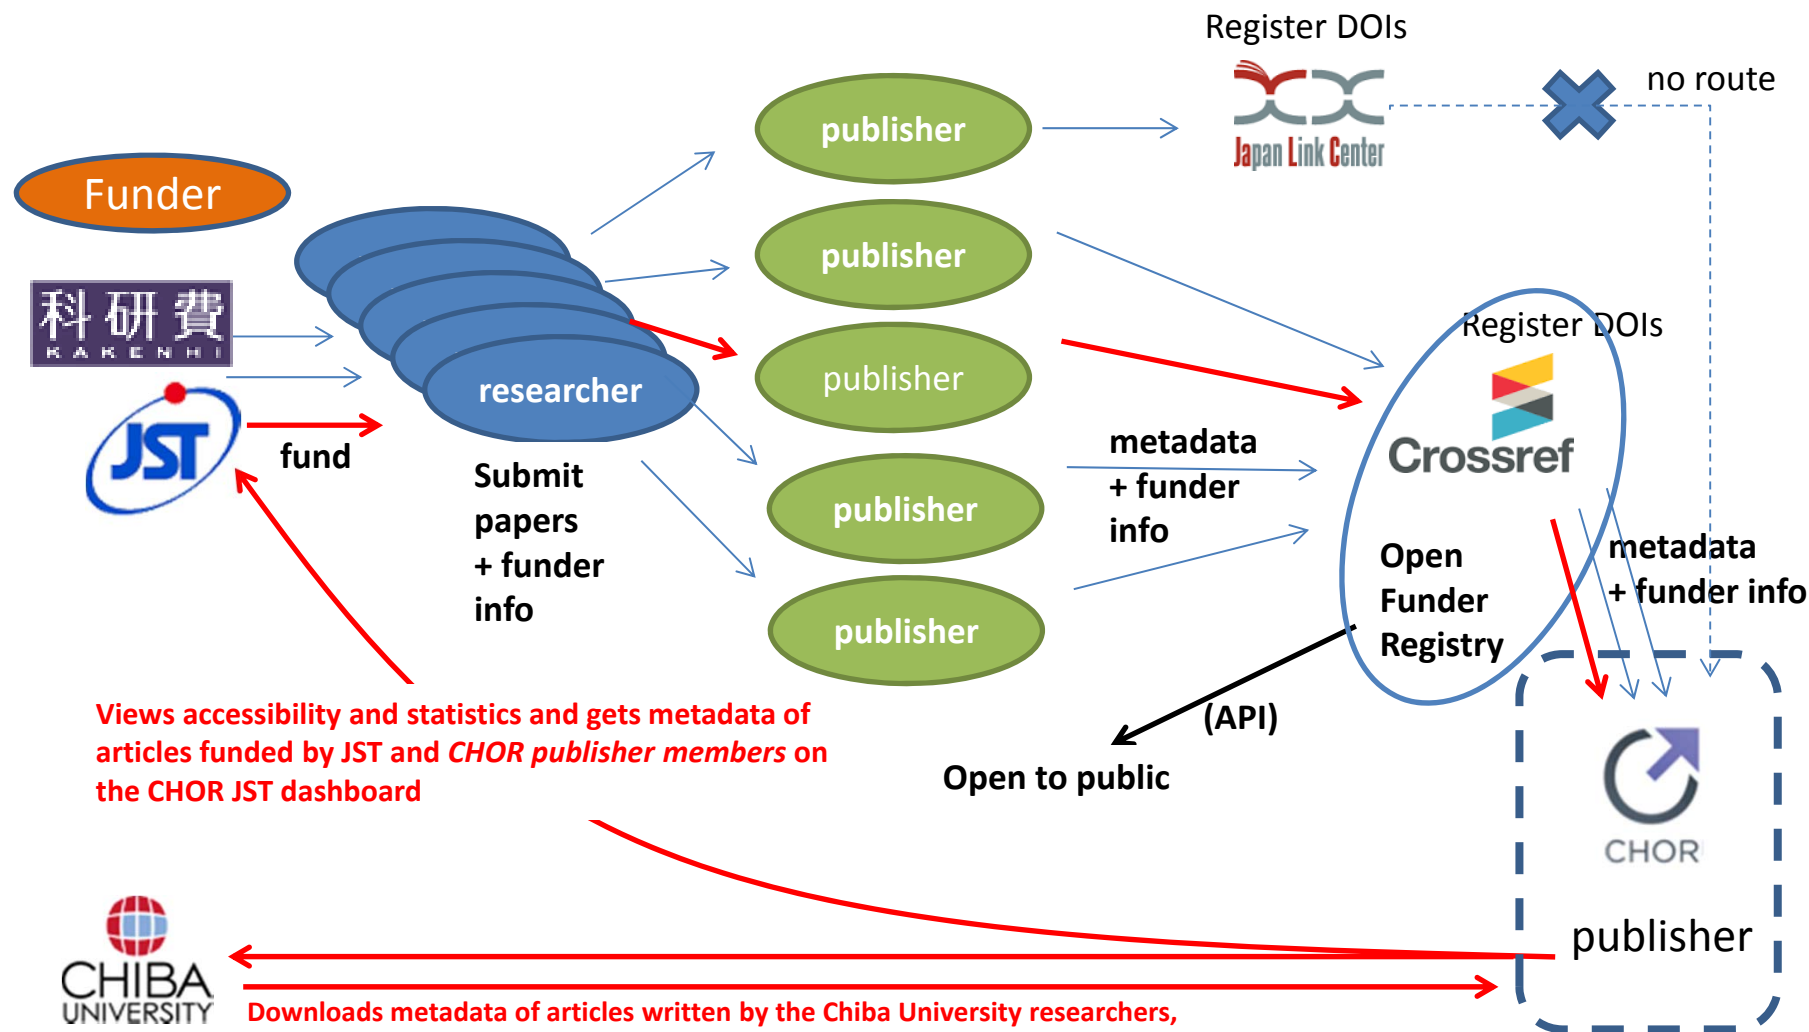 Register DOIs
Japan Link Center
no route
Funder
科研費
KAKENHI
JST
fund
researcher
Submit
papers
+ funder
info
publisher
publisher
publisher
publisher
publisher
metadata
+ funder
info
Register DOIs
Crossref
Open
Funder
Registry
metadata
+ funder info
(API)
Open to public
Views accessibility and statistics and gets metadata of
articles funded by JST and CHOR publisher members on
the CHOR JST dashboard
CHOR
publisher
CHIBA
UNIVERSITY
Downloads metadata of articles written by the Chiba University researchers,